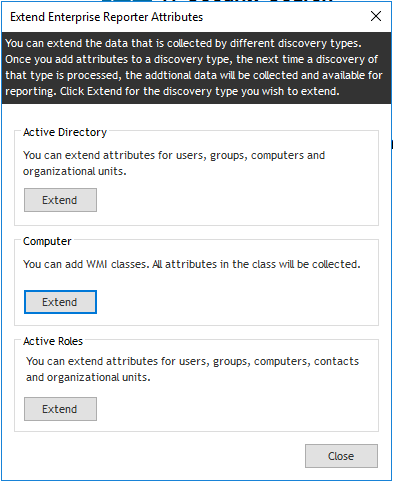 Extend Enterprise Reporter Attributes
You can extend the data that is collected by different discovery types.
Once you add attributes to a discovery type, the next time a discovery of
that type is processed, the addtional data will be collected and available for
reporting. Click Extend for the discovery type you wish to extend.
Active Directory
You can extend attributes for users, groups, computers and
organizational units.
Extend
Computer
You can add WMI classes. All attributes in the class will be collected.
Extend
Active Roles
You can extend attributes for users, groups, computers, contacts
and organizational units.
Extend
Close